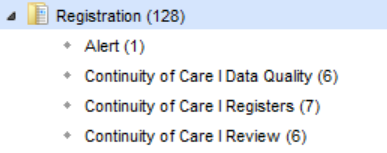 Registration (128)
Alert (1)
Continuity of Care I Data Quality (6)
Continuity of Care I Registers (7)
Continuity of Care I Review (6)